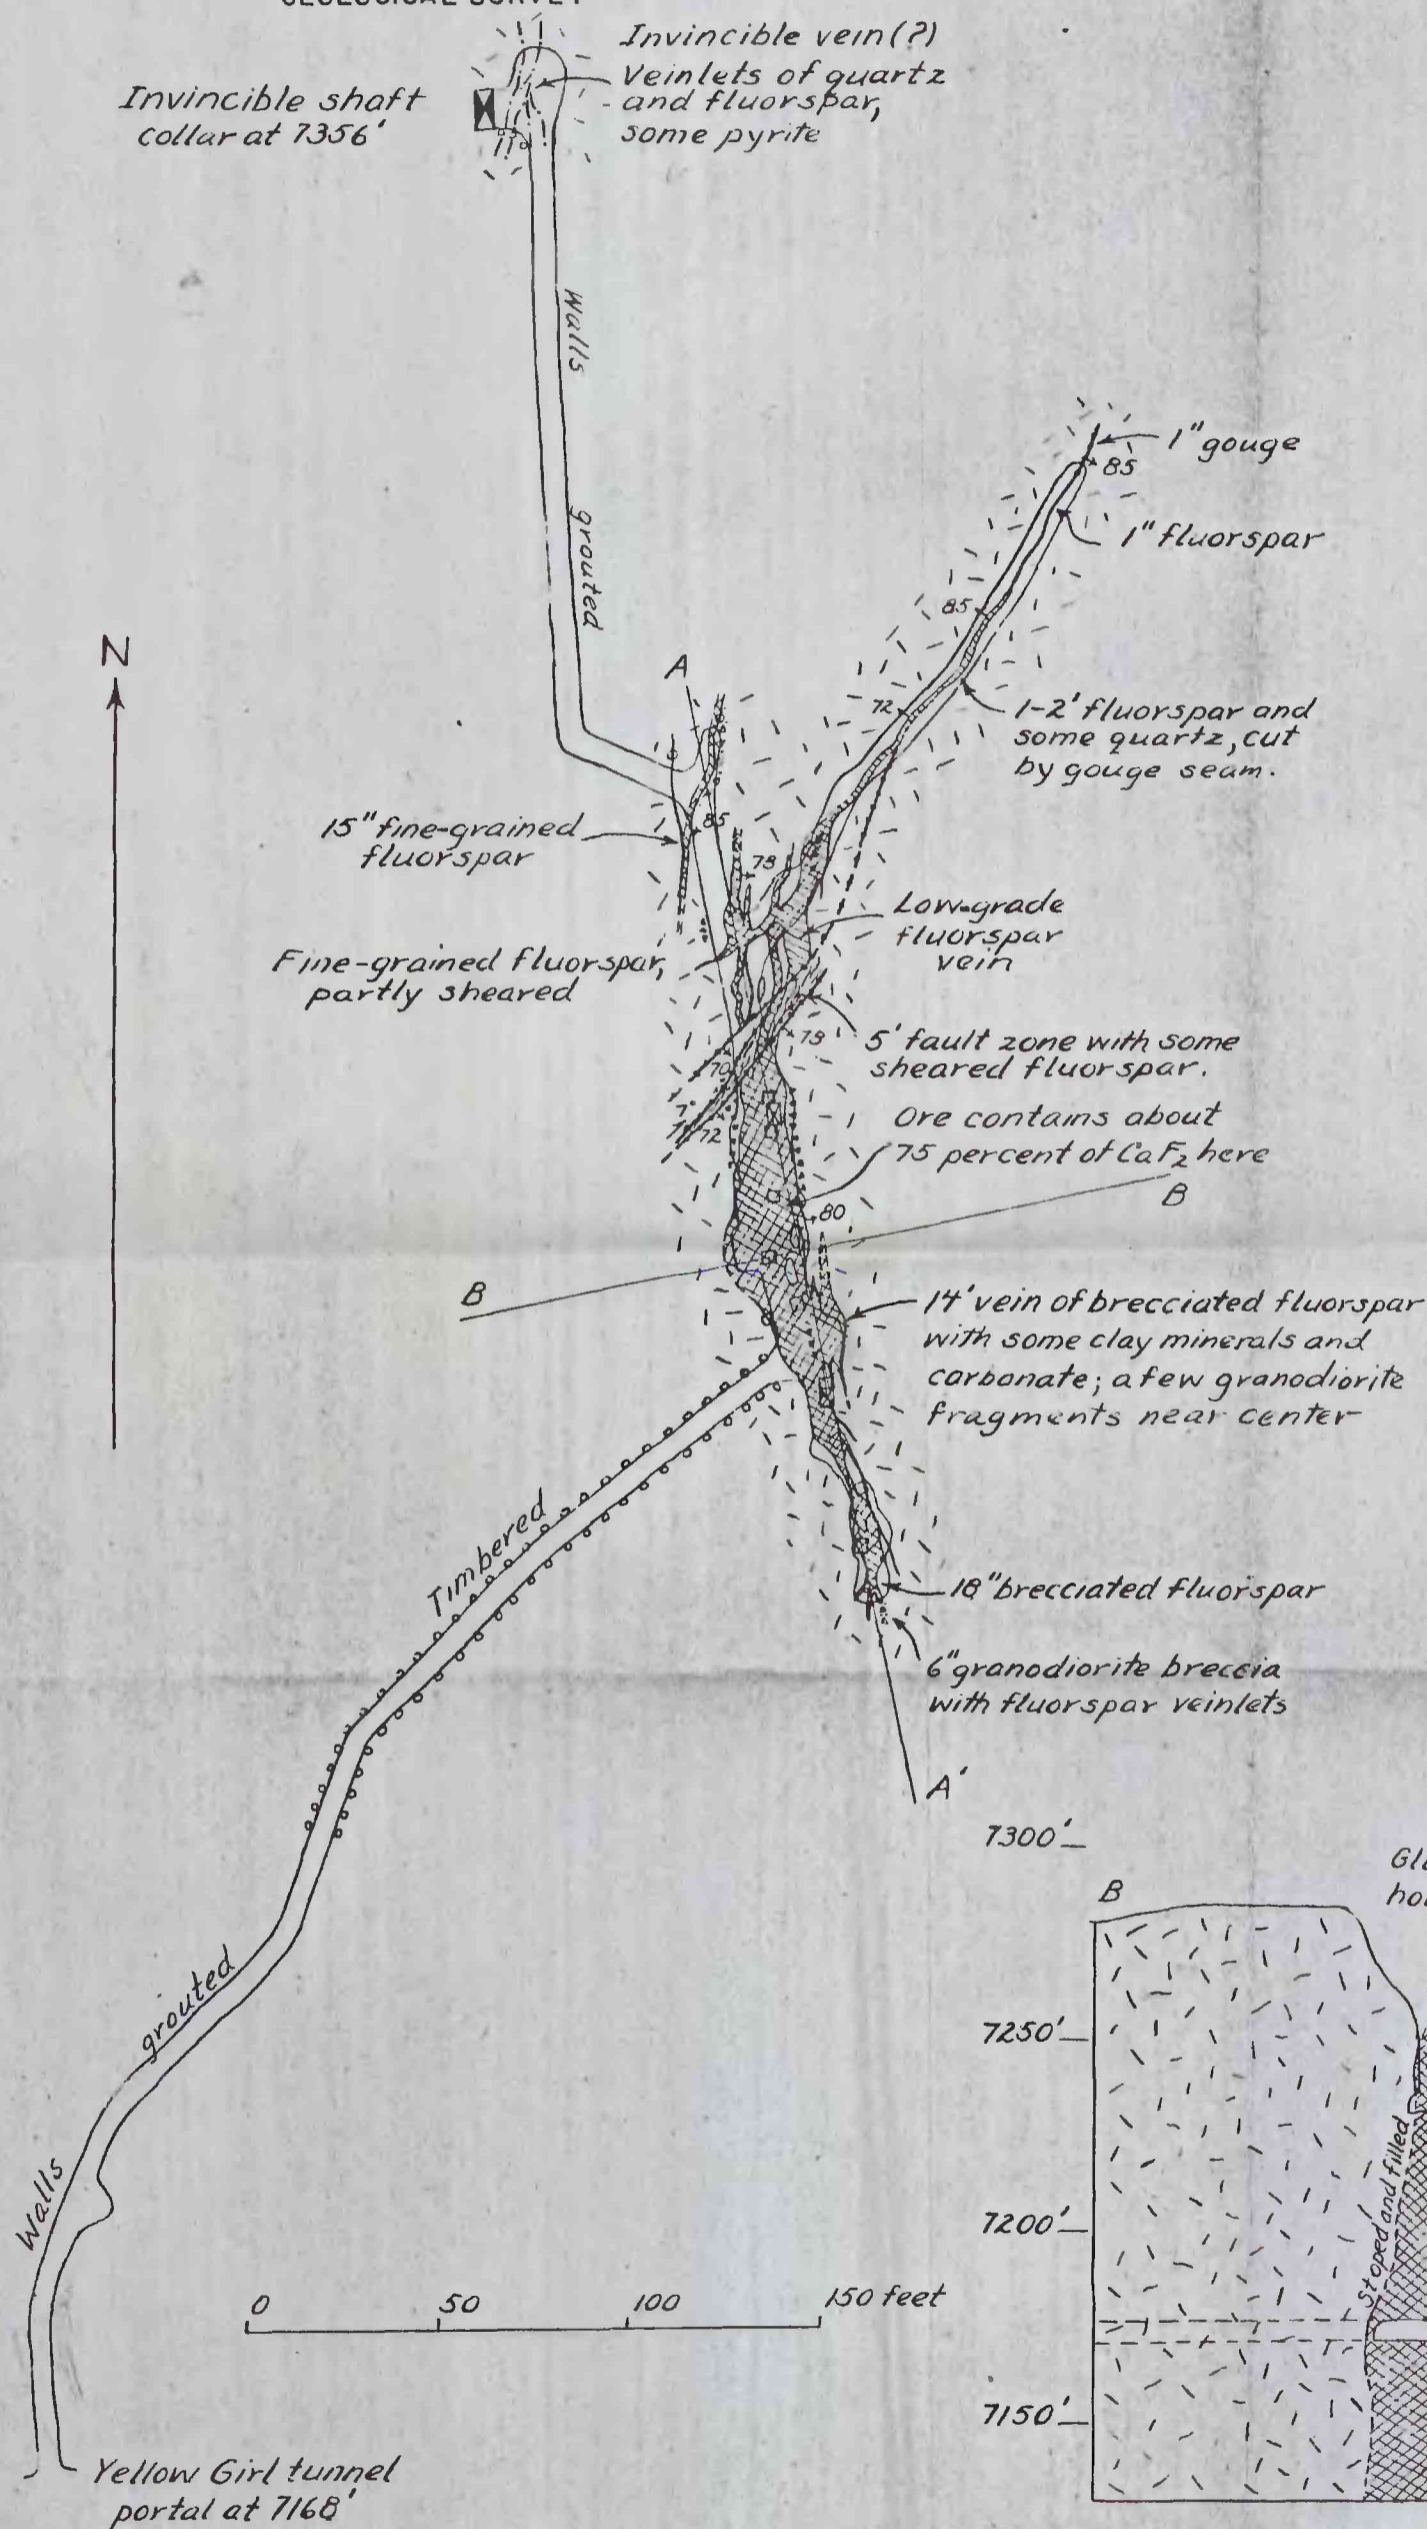 GEOLOGICAL SURVEY
Invincible vein(?)
Veinlets of quartz
and fluorspar,
some pyrite
Invincible shaft
collar at 7356'
Walls
grouted
1" gouge
85
1" fluorspar
85
N
A
72
1-2' fluorspar and
some quartz, cut
by gouge seam.
15" fine-grained
fluorspar
85
78
Low-grade
fluorspar
vein
Fine-grained fluorspar,
partly sheared
78
5' fault zone with some
sheared fluorspar.
70
72
Ore contains about
75 percent of CaF2 here
B
80
B
14' vein of brecciated fluorspar
with some clay minerals and
carbonate; a few granodiorite
fragments near center
Timbered
18" brecciated fluorspar
6" granodiorite breccia
with fluorspar veinlets
A'
7300'
B
grouted
7250'
Walls
7200'
Stoped and filled
0 50 100 150 feet
7150'
Yellow Girl tunnel
portal at 7168'